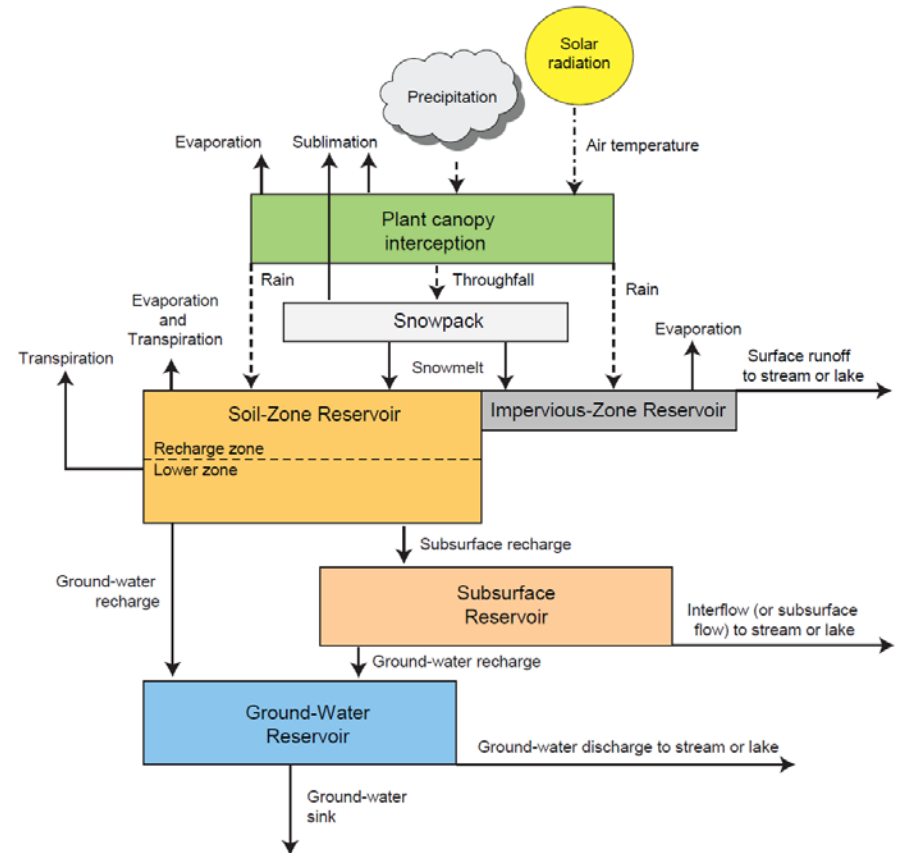 Solar
radiation
Precipitation
Evaporation
Sublimation
Air temperature
Plant canopy
interception
Rain
Throughfall
Rain
Evaporation
and
Transpiration
Snowpack
Evaporation
Transpiration
Snowmelt
Surface runoff
to stream or lake
Soil-Zone Reservoir
Impervious-Zone Reservoir
Recharge zone
Lower zone
Subsurface recharge
Ground-water
recharge
Subsurface
Reservoir
Interflow (or subsurface
flow) to stream or lake
Ground-water recharge
Ground-Water
Reservoir
Ground-water discharge to stream or lake
Ground-water
sink